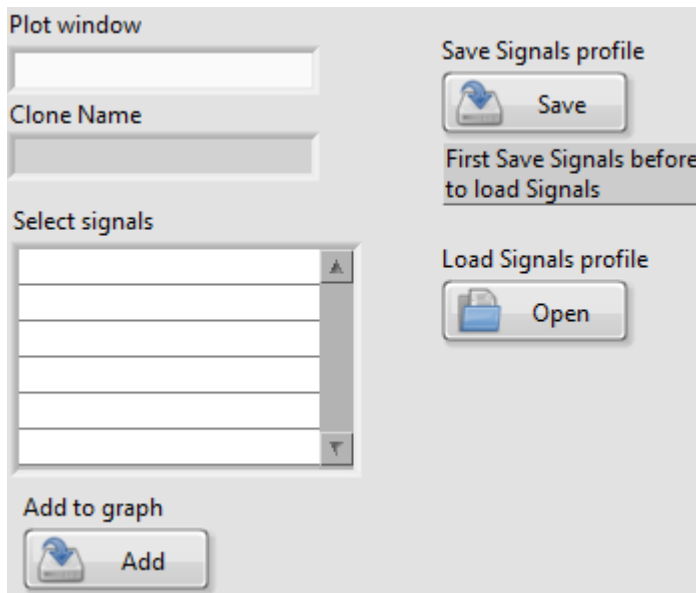 Plot window
Clone Name
Select signals
Add to graph
Add
Save Signals profile
Save
First Save Signals before
to load Signals
Load Signals profile
Open